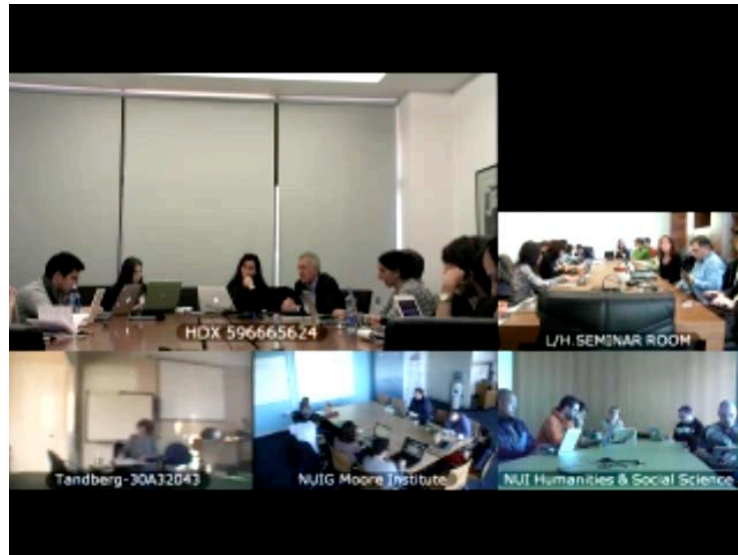 HDX 596665624
L/H.SEMINAR ROOM
Tandberg-30A32043
NUIG Moore Institute
NUI Humanities & Social Science